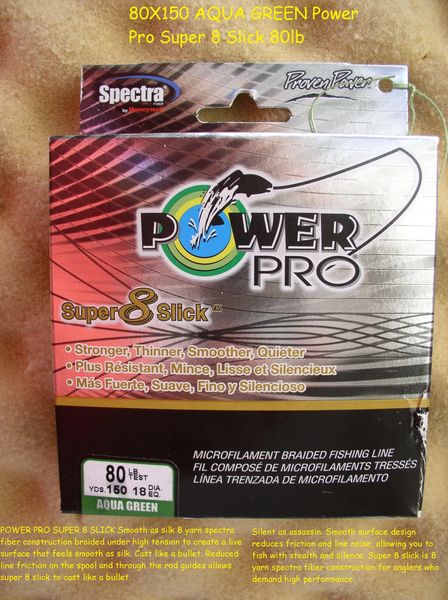 80X150 AQUA GREEN Power
Pro Super 8 Slick 80lb
Spectra
FIBER
by Honeywell
Proven Power
POWER
PRO
Super 8 Slick™
• Stronger, Thinner, Smoother, Quieter
• Plus Résistant, Mince, Lisse et Silencieux
• Más Fuerte, Suave, Fino y Silencioso
MICROFILAMENT BRAIDED FISHING LINE
FIL COMPOSÉ DE MICROFILAMENTS TRESSÉS
LÍNEA TRENZADA DE MICROFILAMENTO
80 LB TEST
YDS. 150 18 DIA. EQ.
AQUA GREEN
POWER PRO SUPER 8 SLICK Smooth as silk 8 yarn spectra
fiber construction braided under high tension to create a live
surface that feels smooth as silk. Cast like a bullet. Reduced
line friction on the spool and through the rod guides allows
super 8 slick to cast like a bullet.
Silent as assassin. Smooth surface design
reduces friction and line noise, allowing you to
fish with stealth and silence. Super 8 slick is 8
yarn spectra fiber construction for anglers who
demand high performance.